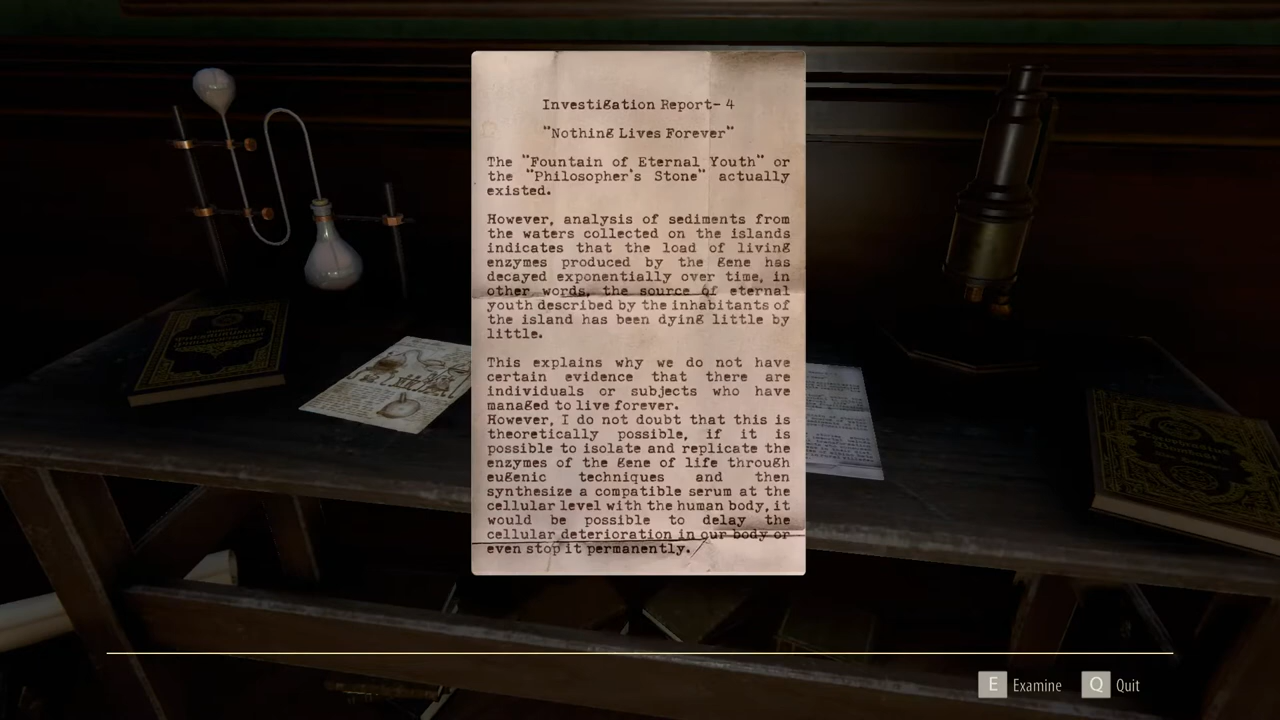 Investigation Report- 4
"Nothing Lives Forever"
The "Fountain of Eternal Youth" or
the "Philosopher's Stone" actually
existed.
However, analysis of sediments from
the waters collected on the islands
indicates that the load of living
enzymes produced by the gene has
decayed exponentially over time, in
other words, the source of eternal
youth described by the inhabitants of
the island has been dying little by
little.
This explains why we do not have
certain evidence that there are
individuals or subjects who have
managed to live forever.
However, I do not doubt that this is
theoretically possible, if it is
possible to isolate and replicate the
enzymes of the gene of life through
eugenic techniques and then
synthesize a compatible serum at the
cellular level with the human body, it
would be possible to delay the
cellular deterioration in our body or
even stop it permanently.
E Examine Q Quit